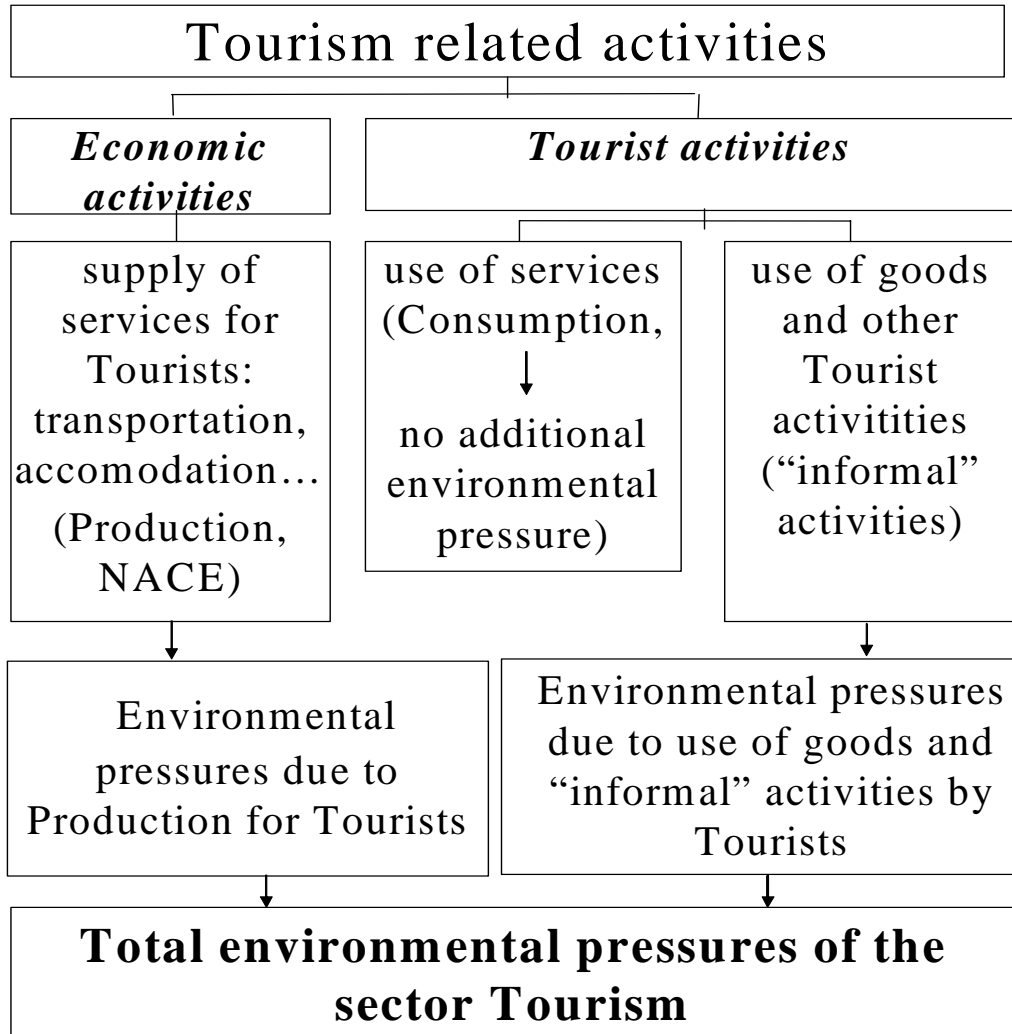 Tourism related activities
Economic
activities
Tourist activities
supply of
services for
Tourists:
transportation,
accomodation…
(Production,
NACE)
use of services
(Consumption,
no additional
environmental
pressure)
use of goods
and other
Tourist
activitities
(“informal”
activities)
Environmental
pressures due to
Production for Tourists
Environmental pressures
due to use of goods and
“informal” activities by
Tourists
Total environmental pressures of the
sector Tourism